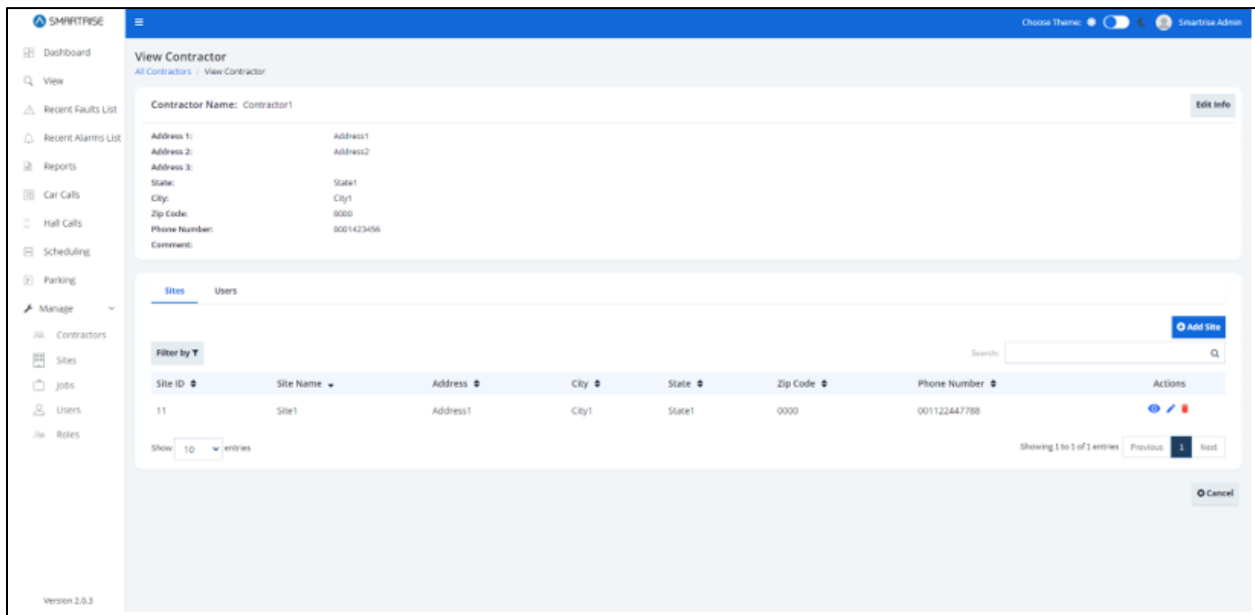 SMARTRISE
Choose Theme:
Smartrise Admin
Dashboard
View
Recent Faults List
Recent Alarms List
Reports
Car Calls
Hall Calls
Scheduling
Parking
Manage
Contractors
Sites
Jobs
Users
Roles
Version 2.0.3
View Contractor
All Contractors / View Contractor
Contractor Name: Contractor1
Edit Info
Address 1: Address1
Address 2: Address2
Address 3:
State: State1
City: City1
Zip Code: 0000
Phone Number: 0001423456
Comment:
Sites Users
Add Site
Filter by
Search:
Site ID Site Name Address City State Zip Code Phone Number Actions
11 Site1 Address1 City1 State1 0000 001122447788
Show 10 entries
Showing 1 to 1 of 1 entries Previous 1 Next
Cancel